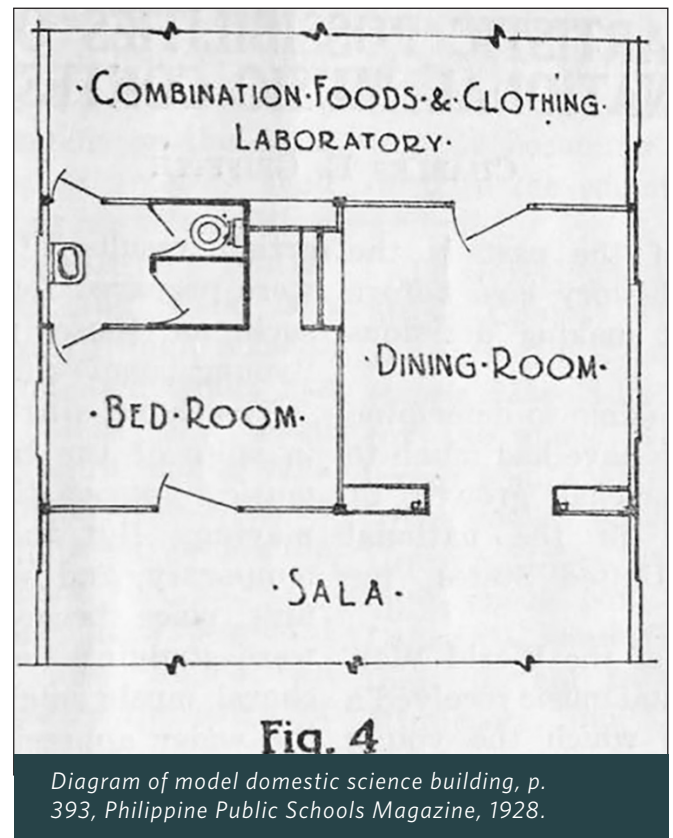 ·COMBINATION·FOODS·&·CLOTHING·
LABORATORY·
·DINING·ROOM·
·BED·ROOM·
·SALA·
Fig. 4
Diagram of model domestic science building, p.
393, Philippine Public Schools Magazine, 1928.